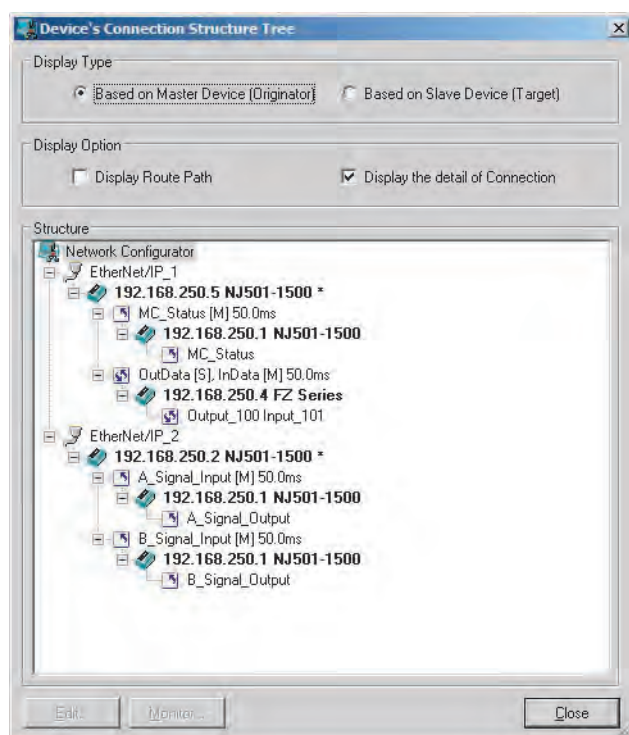 Device's Connection Structure Tree
Display Type
Based on Master Device (Originator) Based on Slave Device (Target)
Display Option
Display Route Path Display the detail of Connection
Structure
Network Configurator
EtherNet/IP_1
192.168.250.5 NJ501-1500 *
MC_Status [M] 50.0ms
192.168.250.1 NJ501-1500
MC_Status
OutData [S], InData [M] 50.0ms
192.168.250.4 FZ Series
Output_100 Input_101
EtherNet/IP_2
192.168.250.2 NJ501-1500 *
A_Signal_Input [M] 50.0ms
192.168.250.1 NJ501-1500
A_Signal_Output
B_Signal_Input [M] 50.0ms
192.168.250.1 NJ501-1500
B_Signal_Output
Edit... Monitor... Close